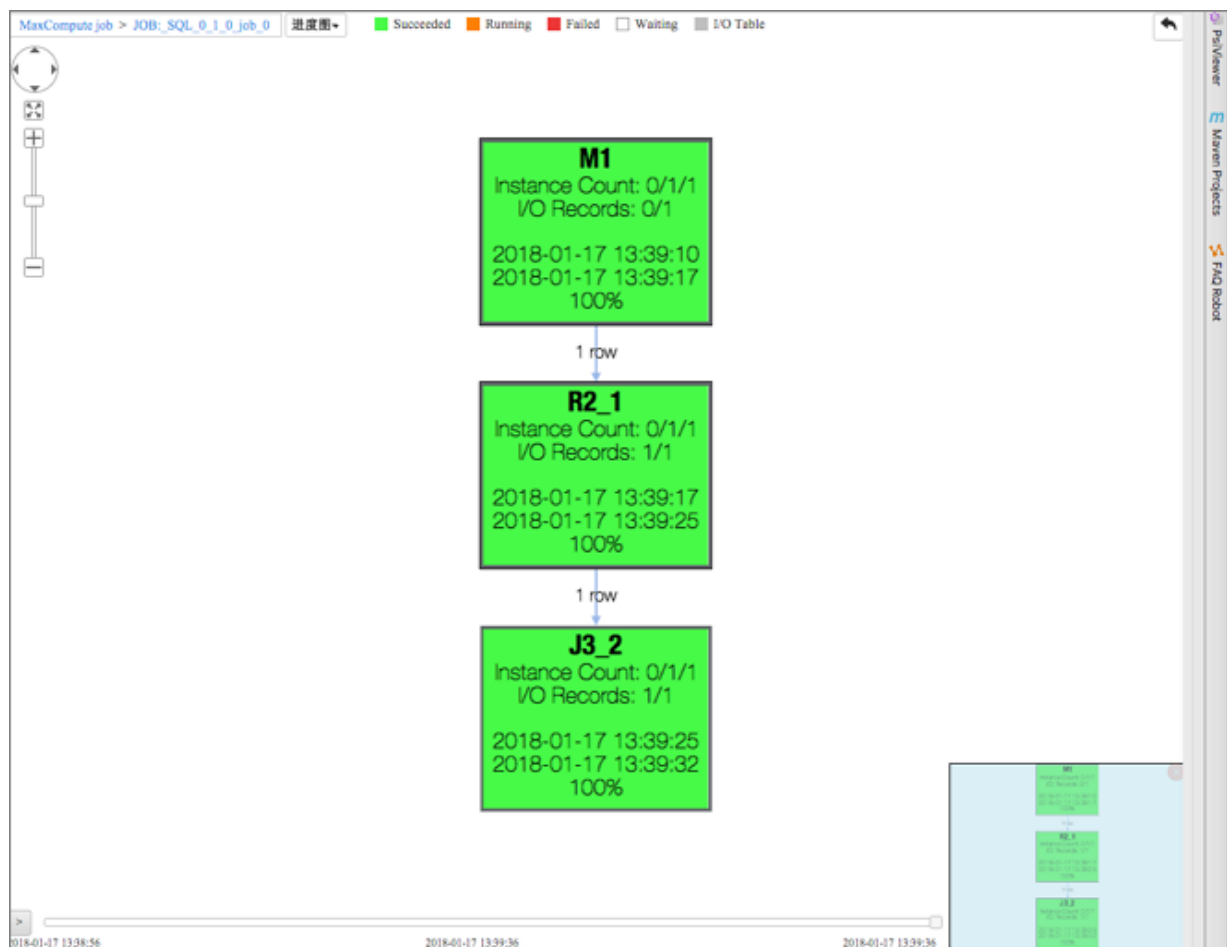 MaxCompute job > JOB:_SQL_0_1_0_job_0 进度图 Succeeded Running Failed Waiting I/O Table
PsiViewer
Maven Projects
FAQ Robot
M1
Instance Count: 0/1/1
I/O Records: 0/1
2018-01-17 13:39:10
2018-01-17 13:39:17
100%
1 row
R2_1
Instance Count: 0/1/1
I/O Records: 1/1
2018-01-17 13:39:17
2018-01-17 13:39:25
100%
1 row
J3_2
Instance Count: 0/1/1
I/O Records: 1/1
2018-01-17 13:39:25
2018-01-17 13:39:32
100%
M1
R2_1
J3_2
>
2018-01-17 13:38:56 2018-01-17 13:39:36 2018-01-17 13:39:36